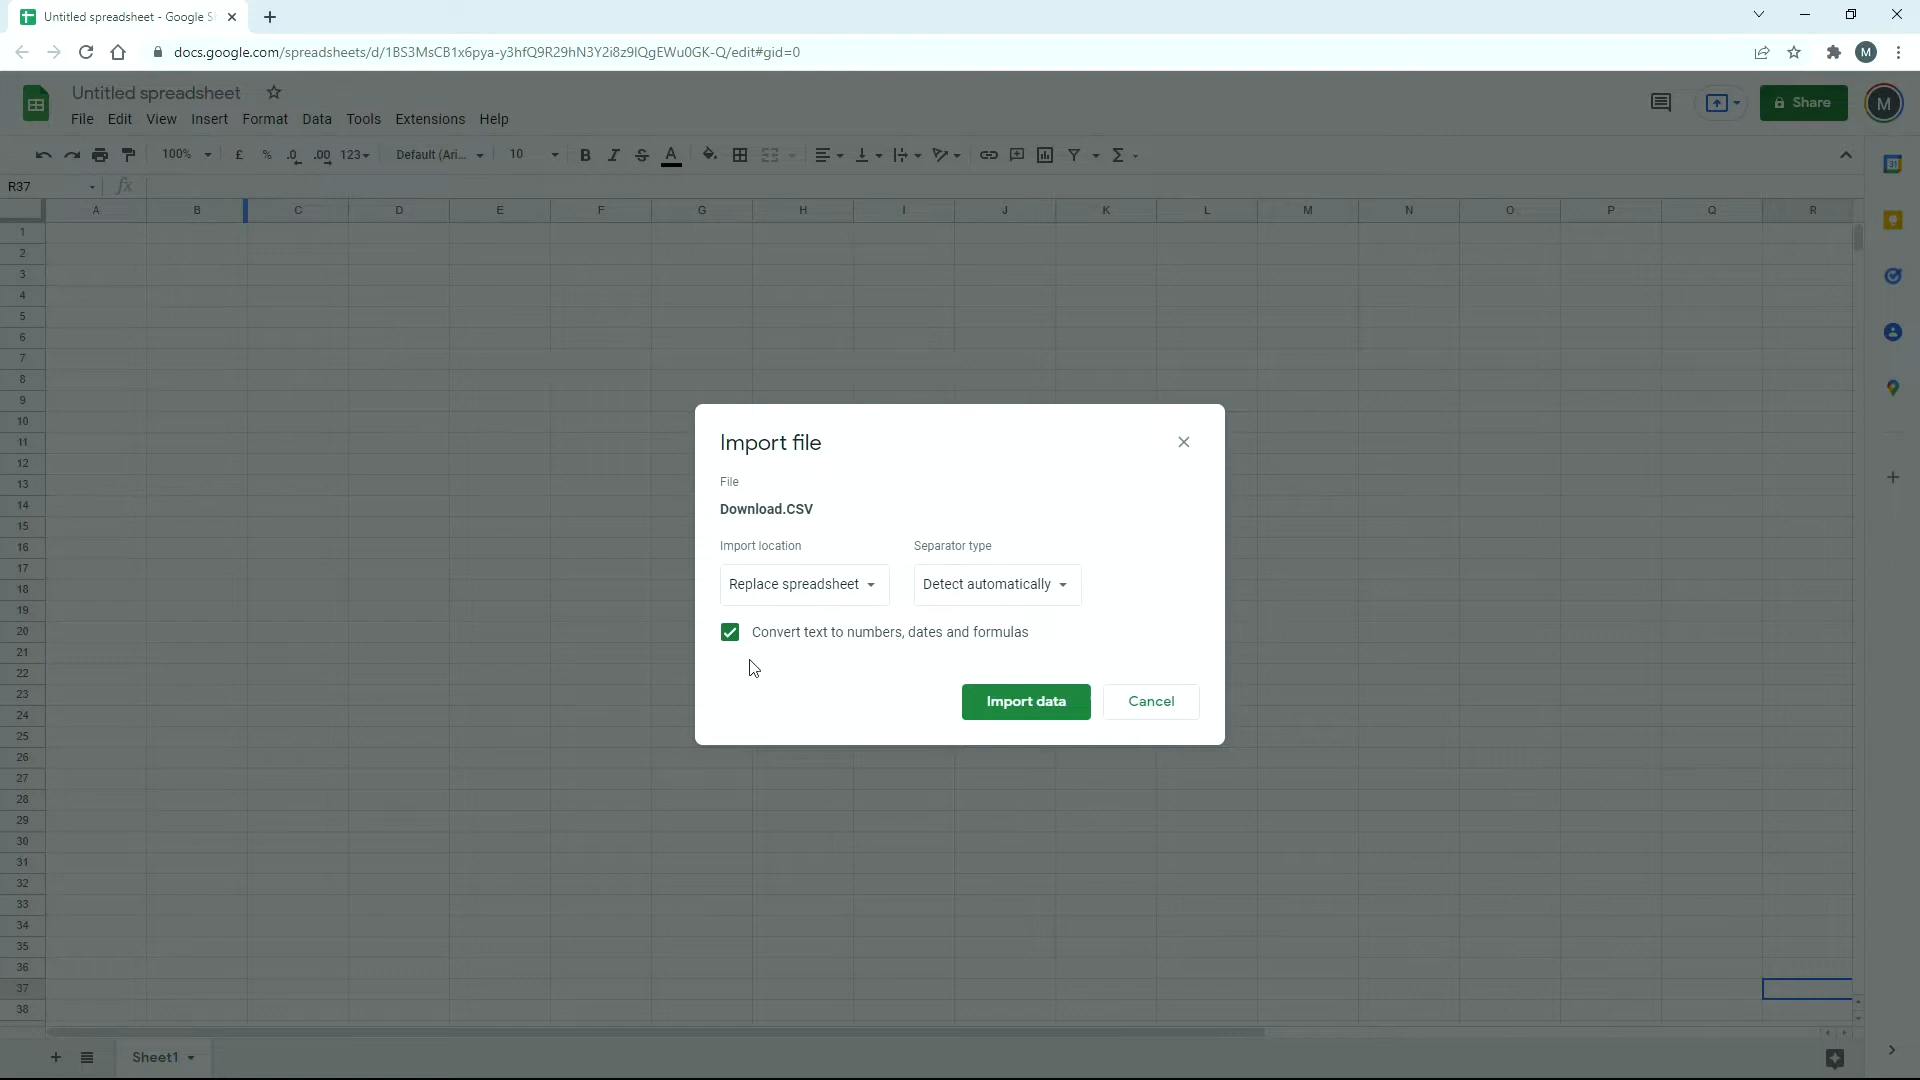 Untitled spreadsheet - Google S
docs.google.com/spreadsheets/d/1BS3MsCB1x6pya-y3hfQ9R29hN3Y2i8z9IQgEWu0GK-Q/edit#gid=0
M
Untitled spreadsheet
File Edit View Insert Format Data Tools Extensions Help
Share
M
100% £ % .0 .00 123 Default (Ari... 10 B I S A Σ
31
R37 fx
A B C D E F G H I J K L M N O P Q R
1
2
3
4
5
6
7
8
9
10
11
12
13
14
15
16
17
18
19
20
21
22
23
24
25
26
27
28
29
30
31
32
33
34
35
36
37
38
Import file
File
Download.CSV
Import location Separator type
Replace spreadsheet Detect automatically
Convert text to numbers, dates and formulas
Import data Cancel
Sheet1